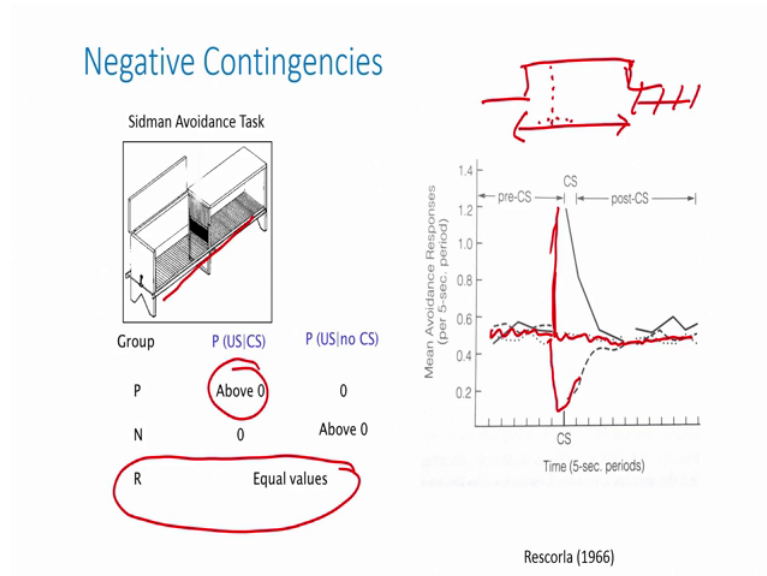 Negative Contingencies
Sidman Avoidance Task
Group P (US|CS) P (US|no CS)
P Above 0 0
N 0 Above 0
R Equal values
Mean Avoidance Responses
(per 5-sec. period)
1.4
1.2
1.0
0.8
0.6
0.4
0.2
CS
pre-CS
post-CS
CS
Time (5-sec. periods)
Rescorla (1966)